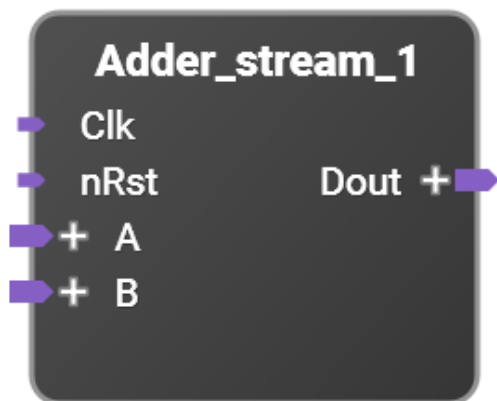 Adder_stream_1
Clk
nRst
Dout +
+ A
+ B